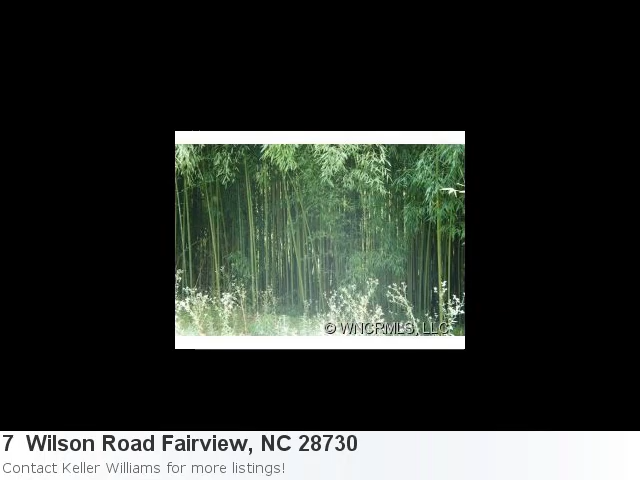 © WNCRMLS, LLC
7 Wilson Road Fairview, NC 28730
Contact Keller Williams for more listings!